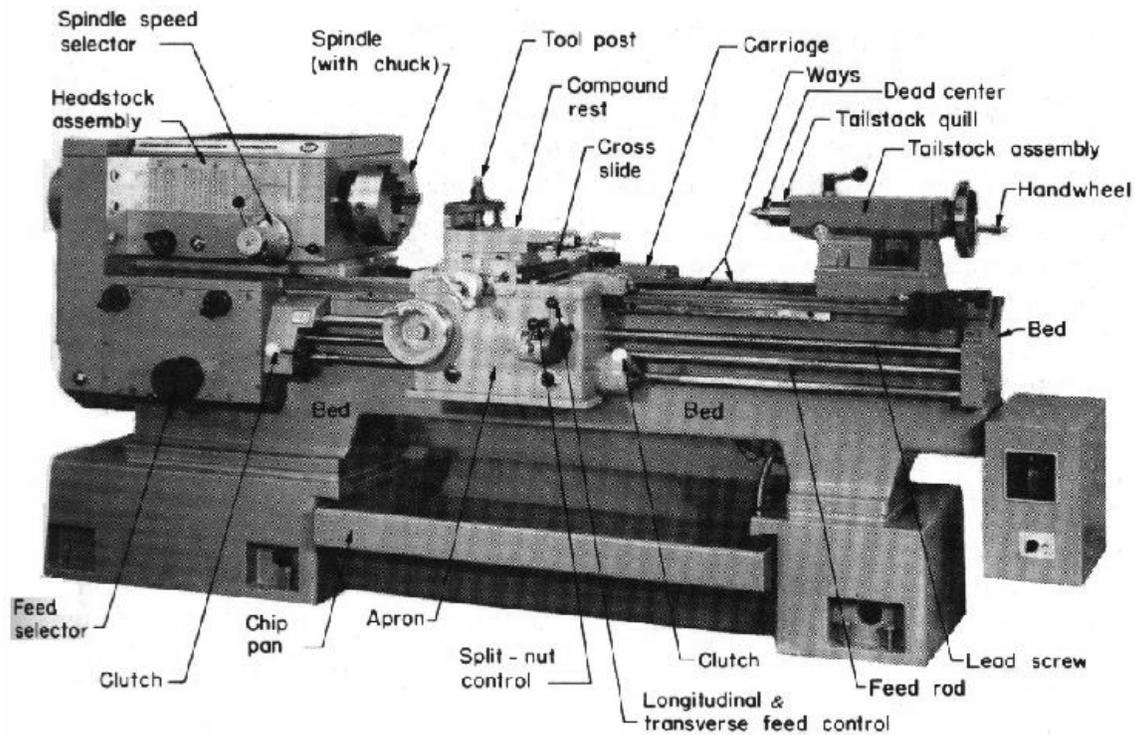 Spindle speed
selector
Spindle
(with chuck)
Tool post
Carriage
Ways
Compound
rest
Dead center
Headstock
assembly
Tailstock quill
Cross
slide
Tailstock assembly
Handwheel
Bed
Bed
Bed
Feed
selector
Chip
pan
Apron
Clutch
Split-nut
control
Clutch
Lead screw
Feed rod
Longitudinal &
transverse feed control